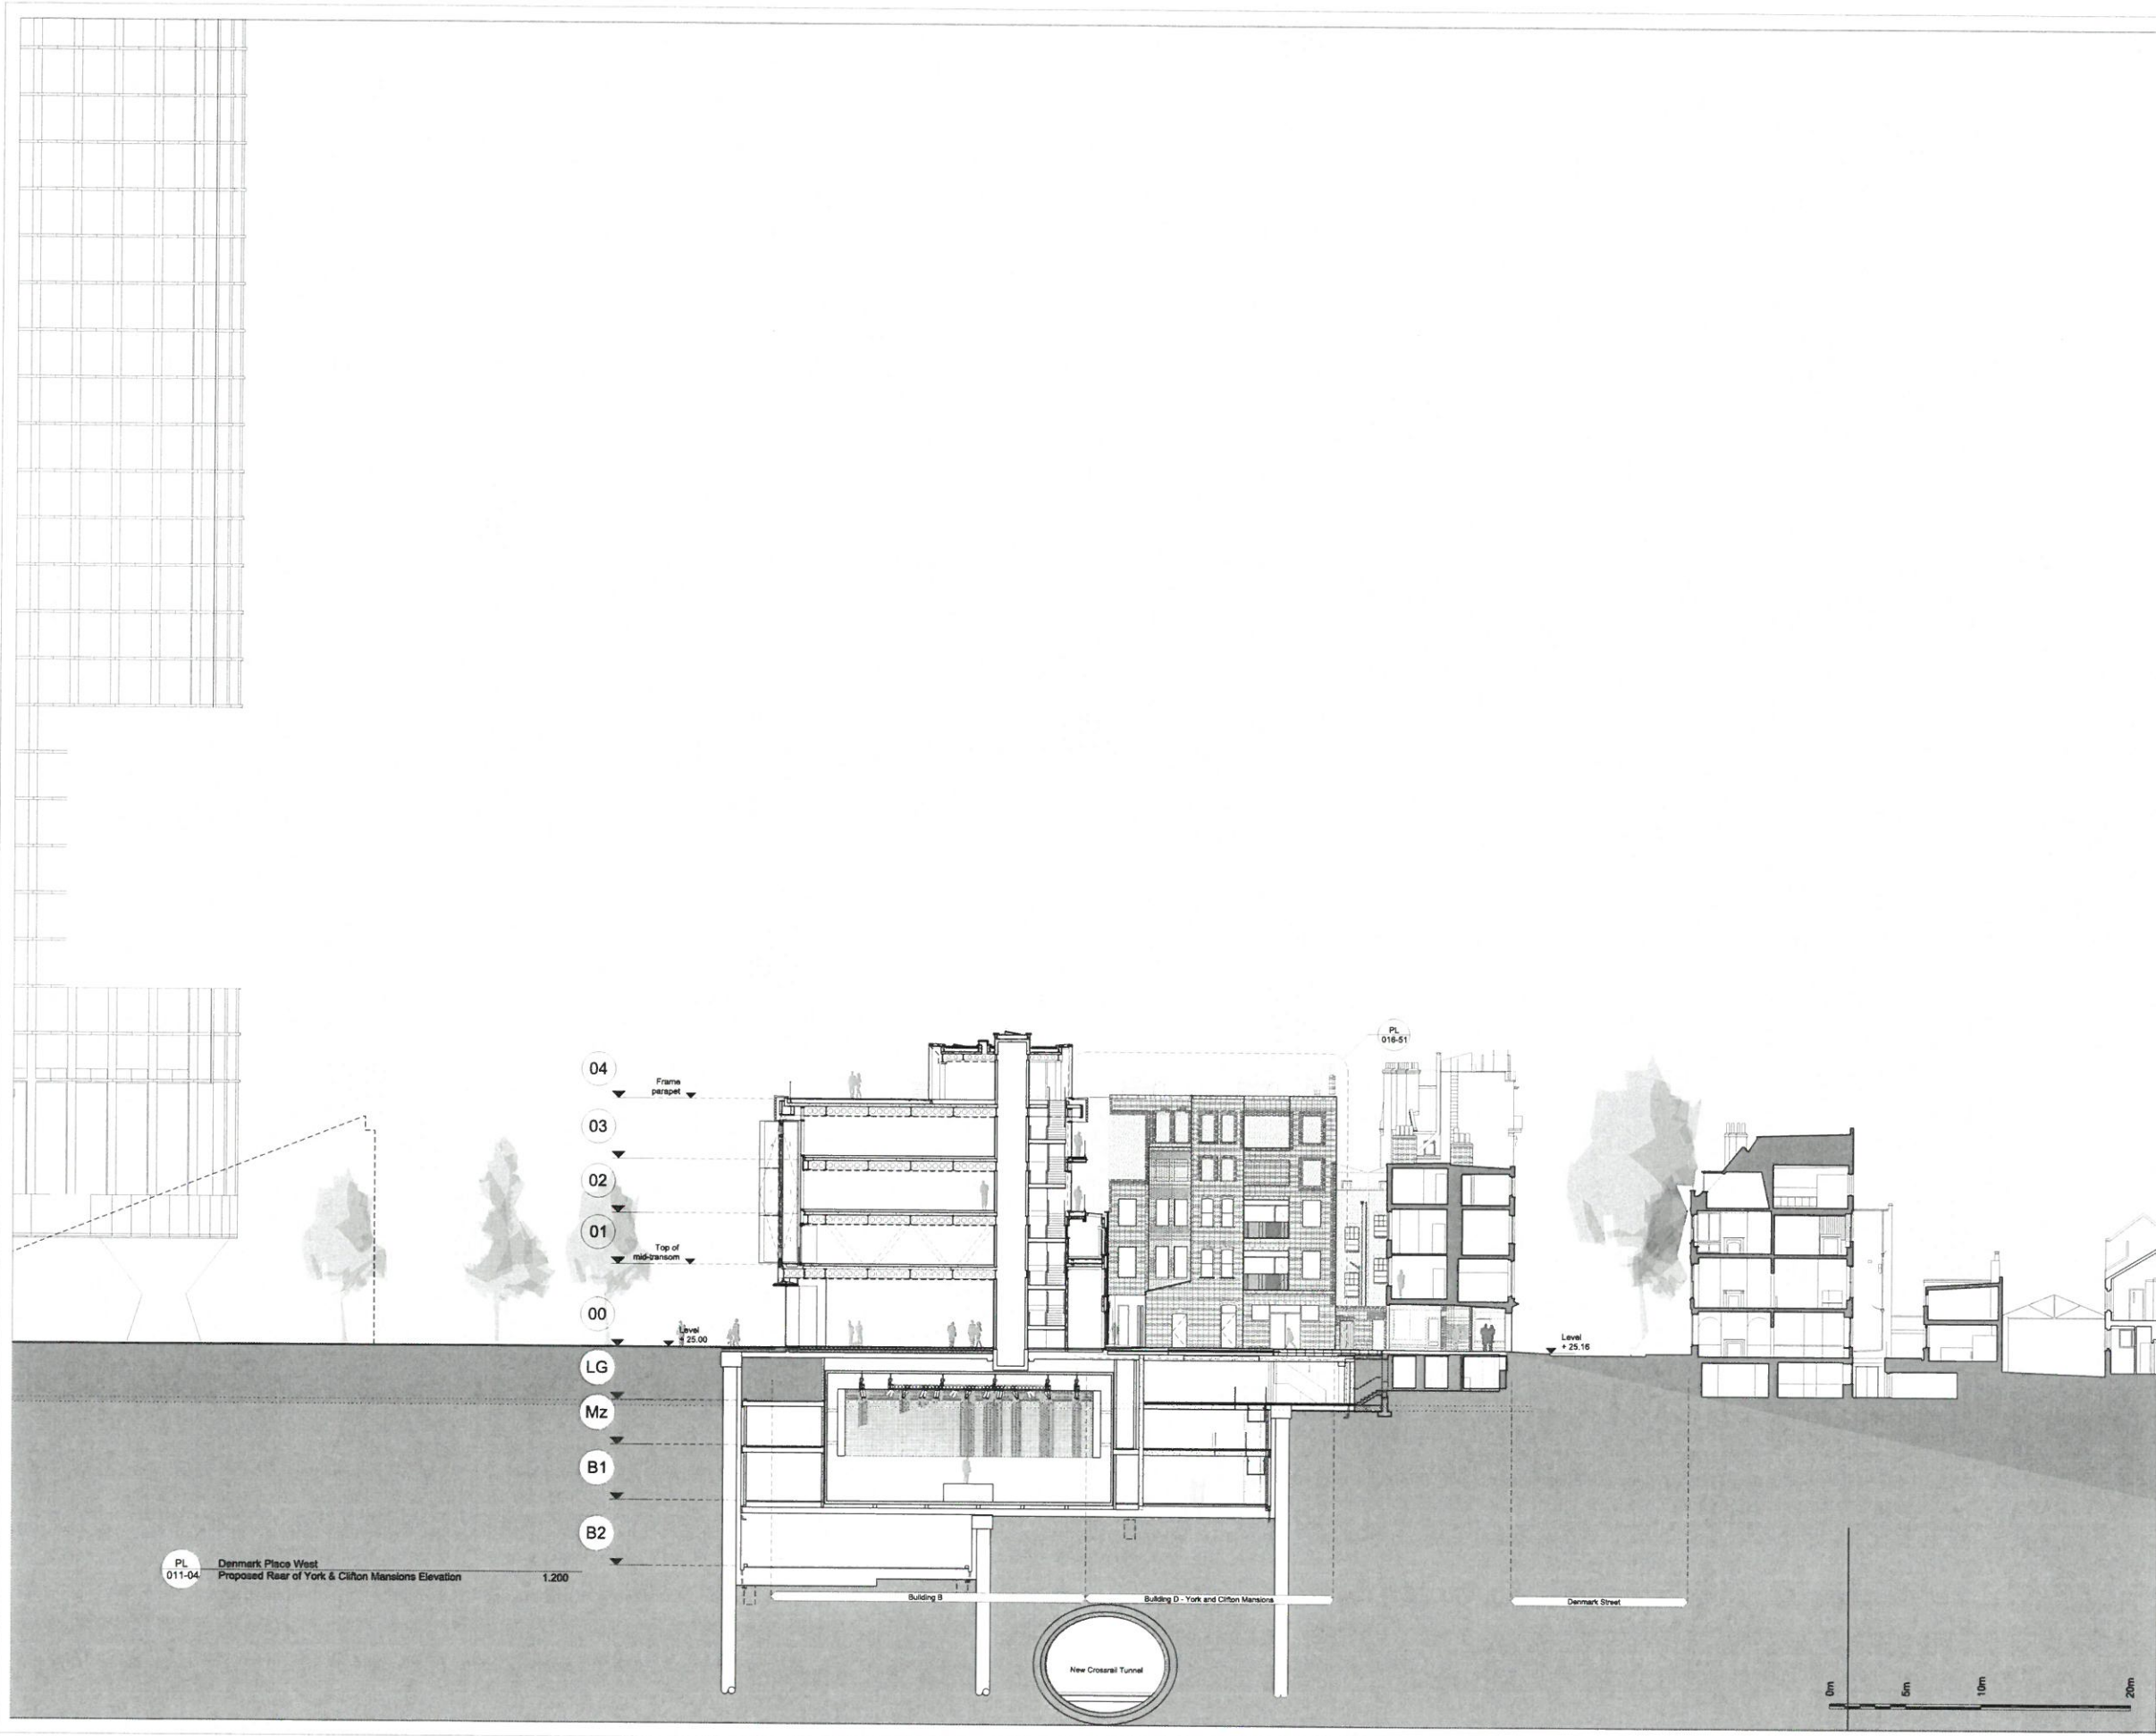 PL
016-51
04
Frame
parapet
03
02
01
Top of
mid-transom
00
Level
+ 25.00
Level
+ 25.16
LG
Mz
B1
B2
PL
011-04
Denmark Place West
Proposed Rear of York & Clifton Mansions Elevation 1.200
Building B
Building D - York and Clifton Mansions
Denmark Street
New Crossrail Tunnel
0m
5m
10m
20m